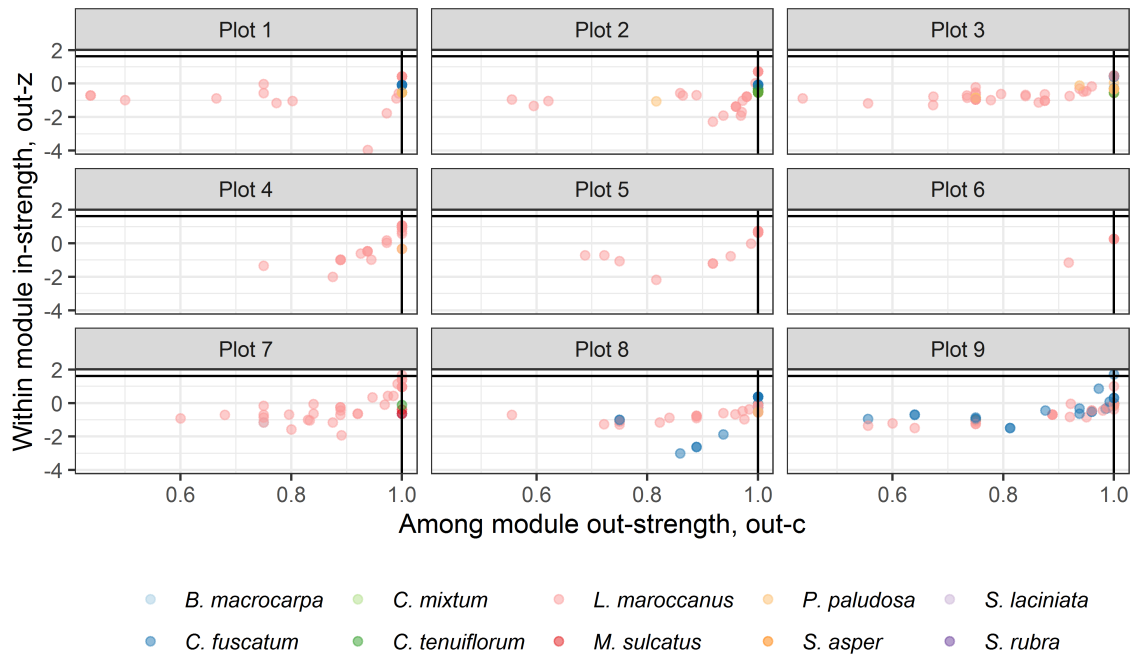 Plot 1 Plot 2 Plot 3
2
0
-2
-4
Plot 4 Plot 5 Plot 6
2
0
-2
-4
Plot 7 Plot 8 Plot 9
2
0
-2
-4
0.6 0.8 1.0 0.6 0.8 1.0 0.6 0.8 1.0
Within module in-strength, out-z
Among module out-strength, out-c
B. macrocarpa C. mixtum L. maroccanus P. paludosa S. laciniata
C. fuscatum C. tenuiflorum M. sulcatus S. asper S. rubra